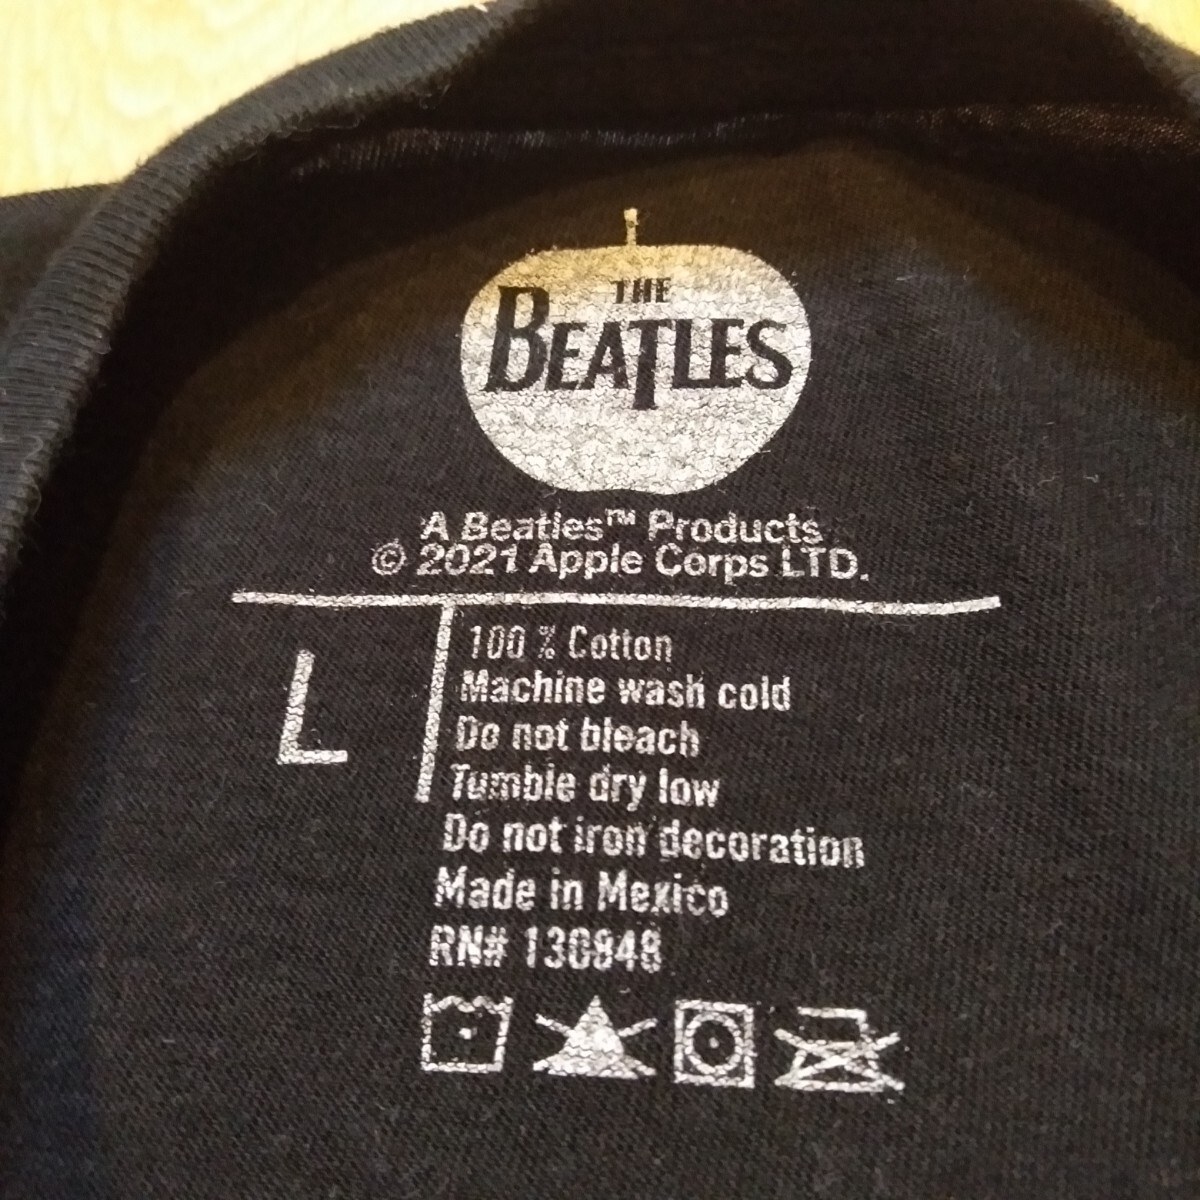 THE
BEATLES
A Beatles™ Products
© 2021 Apple Corps LTD.
L
100 % Cotton
Machine wash cold
Do not bleach
Tumble dry low
Do not iron decoration
Made in Mexico
RN# 130848